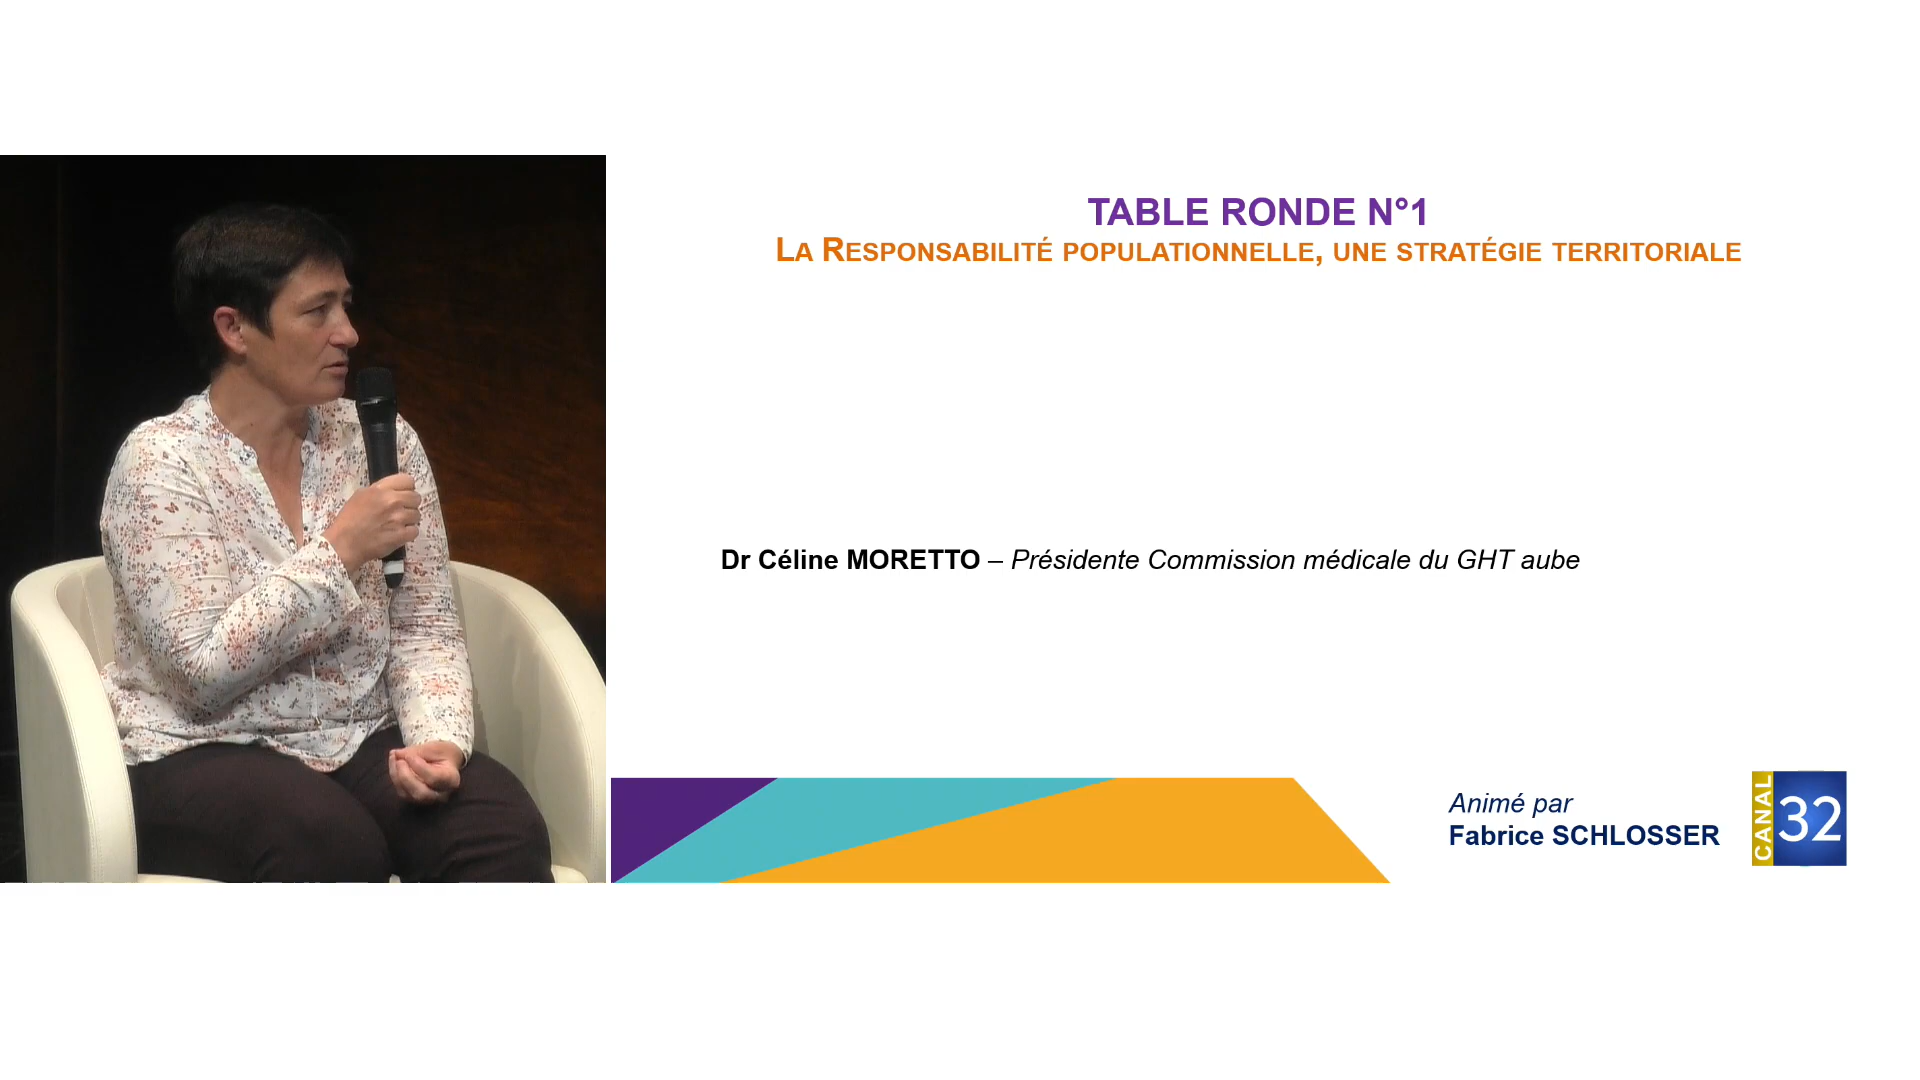 TABLE RONDE N°1
LA RESPONSABILITÉ POPULATIONNELLE, UNE STRATÉGIE TERRITORIALE
Dr Céline MORETTO – Présidente Commission médicale du GHT aube
Animé par
Fabrice SCHLOSSER
CANAL
32